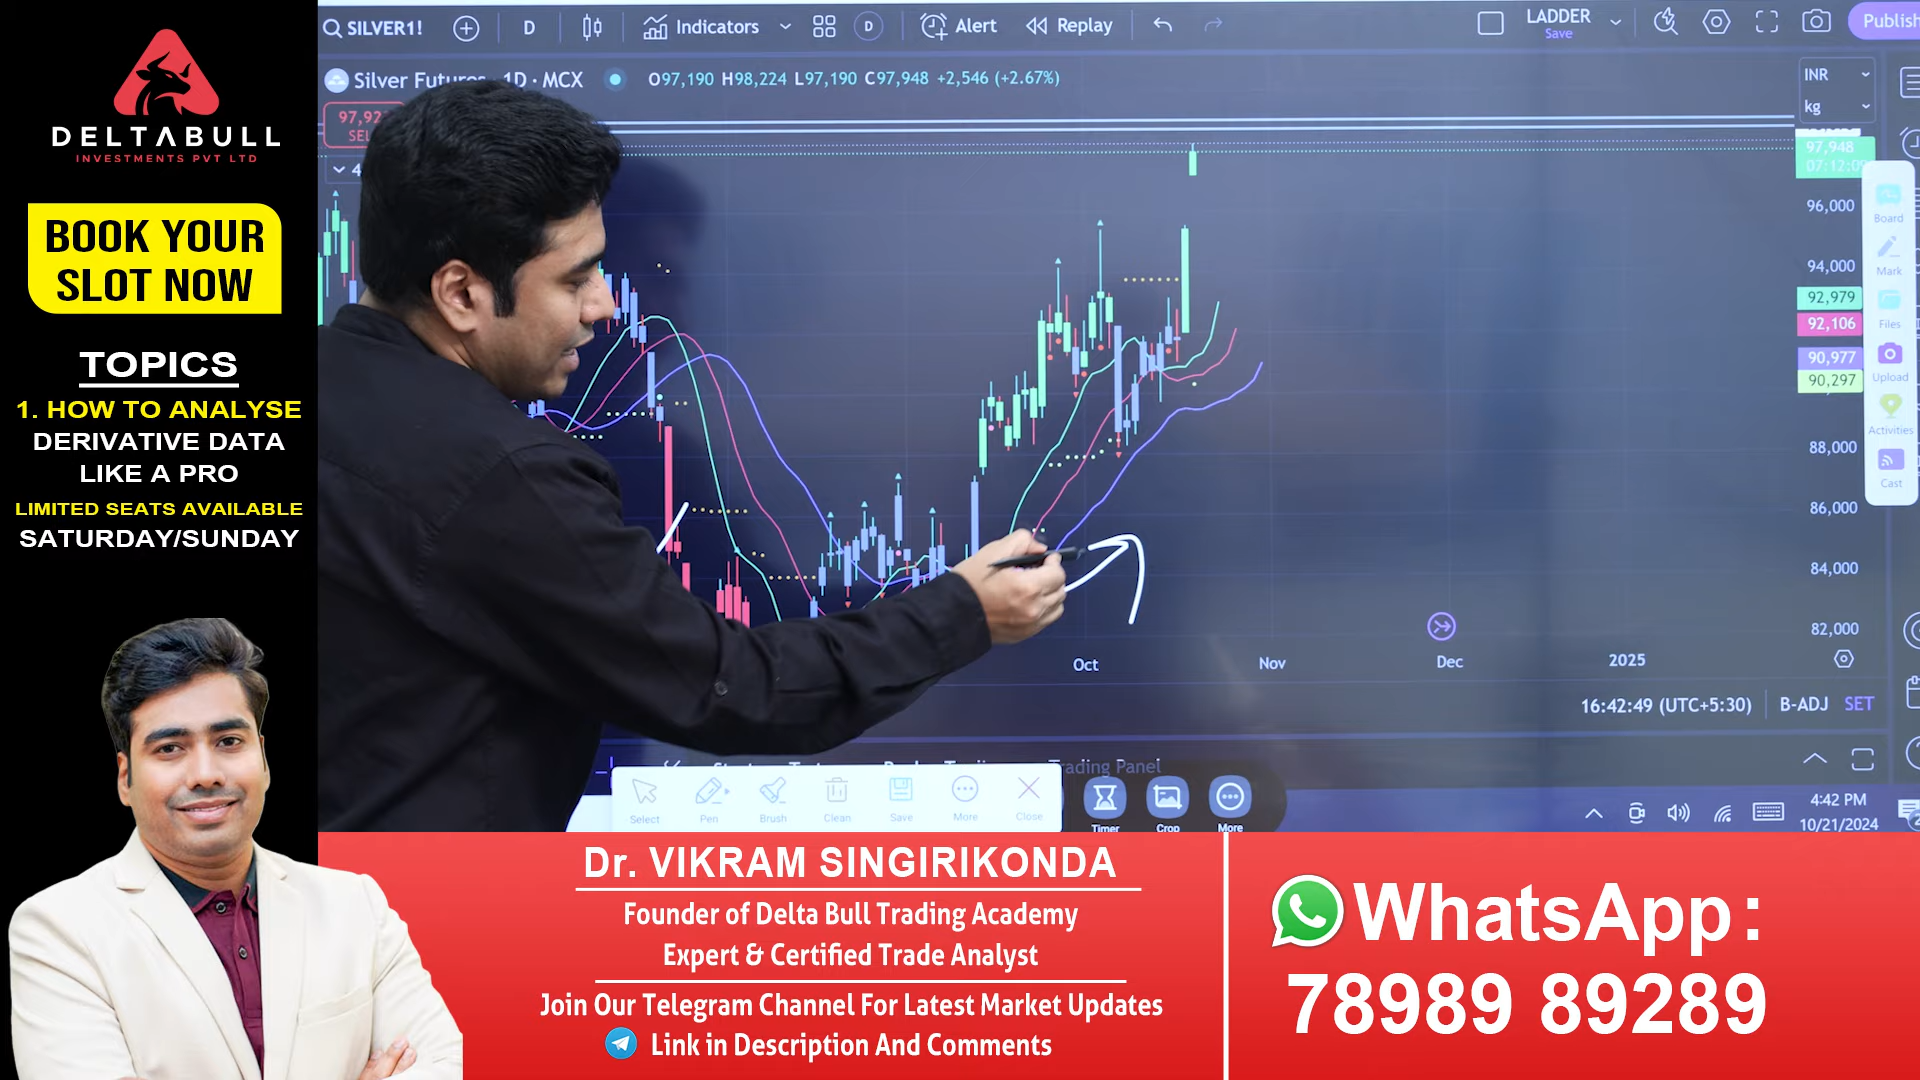 DELTABULL
INVESTMENTS PVT LTD
BOOK YOUR
SLOT NOW
TOPICS
1. HOW TO ANALYSE
DERIVATIVE DATA
LIKE A PRO
LIMITED SEATS AVAILABLE
SATURDAY/SUNDAY
SILVER1!
D
Indicators
D
Alert
Replay
LADDER
Save
Publish
Silver Futures · 1D · MCX
O97,190 H98,224 L97,190 C97,948 +2,546 (+2.67%)
INR
kg
97,948
07:12:09
96,000
94,000
92,979
92,106
90,977
90,297
88,000
86,000
84,000
82,000
Board
Mark
Files
Upload
Activities
Cast
Oct
Nov
Dec
2025
16:42:49 (UTC+5:30)
B-ADJ
SET
Trading Panel
Select
Pen
Brush
Clean
Save
More
Close
Timer
Crop
More
4:42 PM
10/21/2024
Dr. VIKRAM SINGIRIKONDA
Founder of Delta Bull Trading Academy
Expert & Certified Trade Analyst
Join Our Telegram Channel For Latest Market Updates
Link in Description And Comments
WhatsApp:
78989 89289